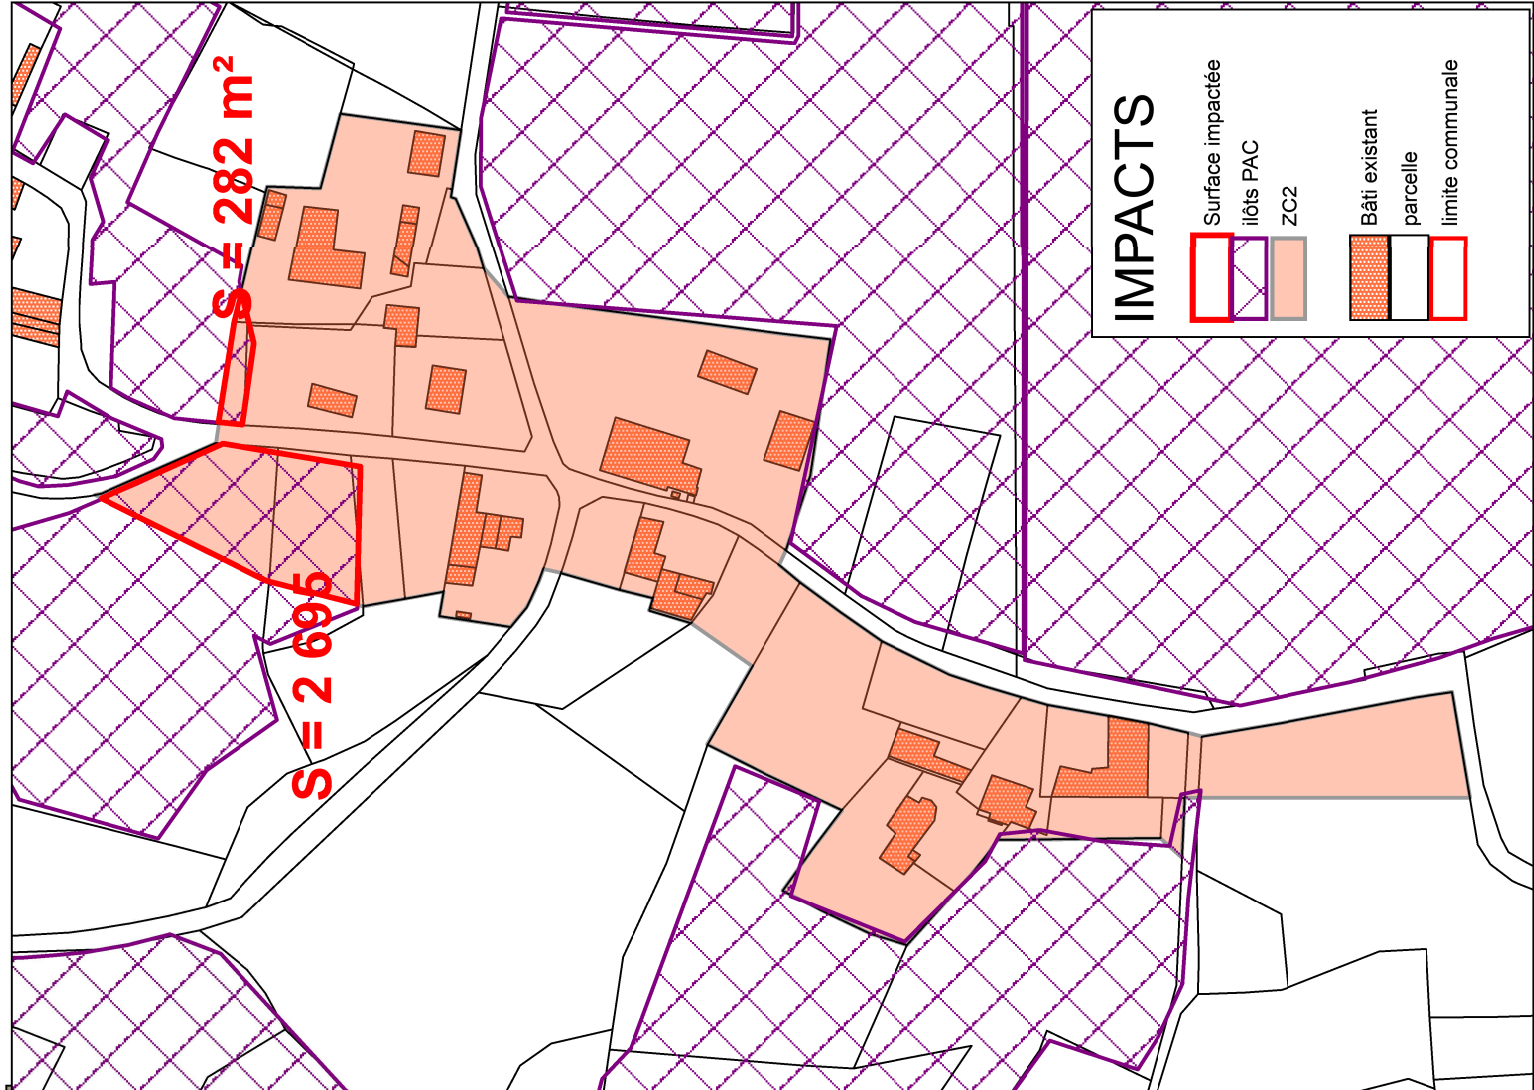 S = 282 m²
S = 2 695
IMPACTS
Surface impactée
ilôts PAC
ZC2
Bâti existant
parcelle
limite communale